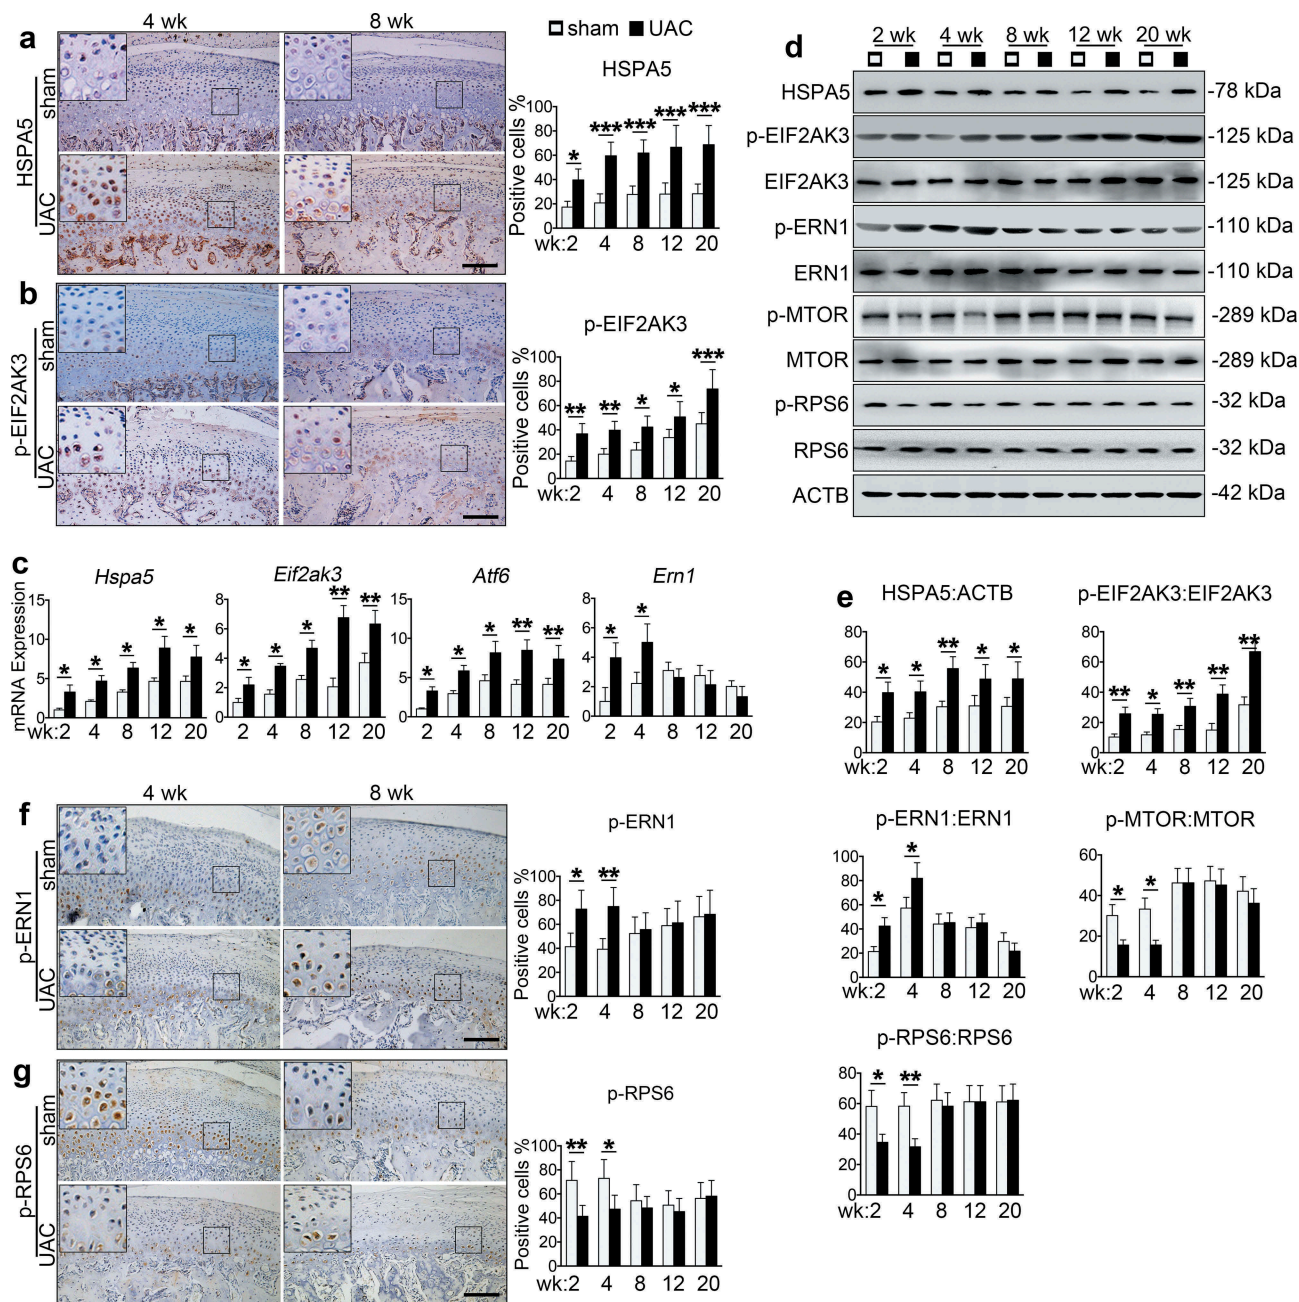 a
4 wk
8 wk
sham
UAC
HSPA5
sham
UAC
HSPA5
Positive cells %
100
80
60
40
20
0
* *** *** *** ***
wk:2 4 8 12 20
b
p-EIF2AK3
sham
UAC
p-EIF2AK3
Positive cells %
100
80
60
40
20
0
** ** * * ***
wk:2 4 8 12 20
c
mRNA Expression
Hspa5
15
10
5
0
* * * * *
wk:2 4 8 12 20
Eif2ak3
8
6
4
2
0
* * * ** **
2 4 8 12 20
Atf6
15
10
5
0
* * * ** **
2 4 8 12 20
Ern1
6
4
2
0
* *
2 4 8 12 20
d
2 wk 4 wk 8 wk 12 wk 20 wk
HSPA5 -78 kDa
p-EIF2AK3 -125 kDa
EIF2AK3 -125 kDa
p-ERN1 -110 kDa
ERN1 -110 kDa
p-MTOR -289 kDa
MTOR -289 kDa
p-RPS6 -32 kDa
RPS6 -32 kDa
ACTB -42 kDa
e
HSPA5:ACTB
80
60
40
20
0
* * ** * *
wk:2 4 8 12 20
p-EIF2AK3:EIF2AK3
80
60
40
20
0
** * ** ** **
wk:2 4 8 12 20
p-ERN1:ERN1
100
80
60
40
20
0
* *
wk:2 4 8 12 20
p-MTOR:MTOR
60
40
20
0
* *
wk:2 4 8 12 20
p-RPS6:RPS6
80
60
40
20
0
* **
wk:2 4 8 12 20
f
4 wk
8 wk
p-ERN1
sham
UAC
p-ERN1
Positive cells %
100
80
60
40
20
0
* **
wk:2 4 8 12 20
g
p-RPS6
sham
UAC
p-RPS6
Positive cells %
100
80
60
40
20
0
** *
wk:2 4 8 12 20